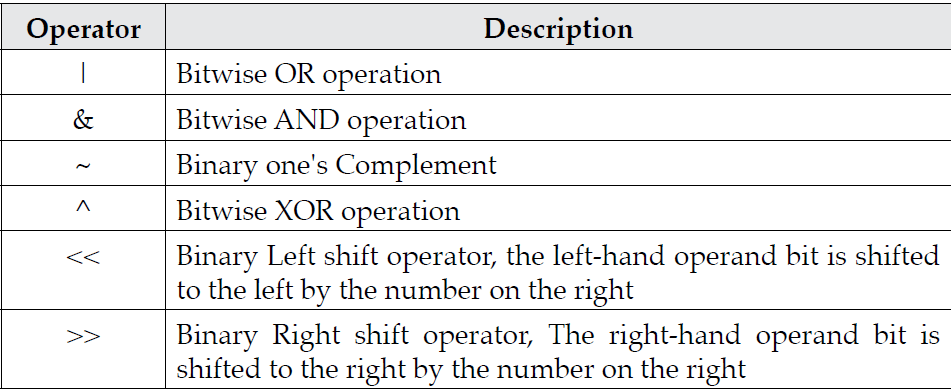 Operator Description
| Bitwise OR operation
& Bitwise AND operation
~ Binary one's Complement
^ Bitwise XOR operation
<< Binary Left shift operator, the left-hand operand bit is shifted
to the left by the number on the right
>> Binary Right shift operator, The right-hand operand bit is
shifted to the right by the number on the right